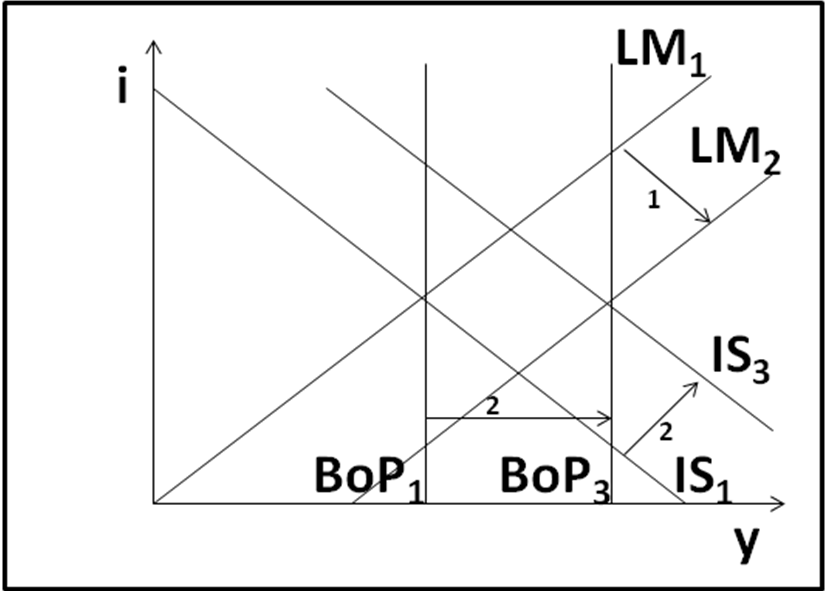 LM₁
i
LM₂
1
IS₃
2
2
BoP₁
BoP₃
IS₁
y